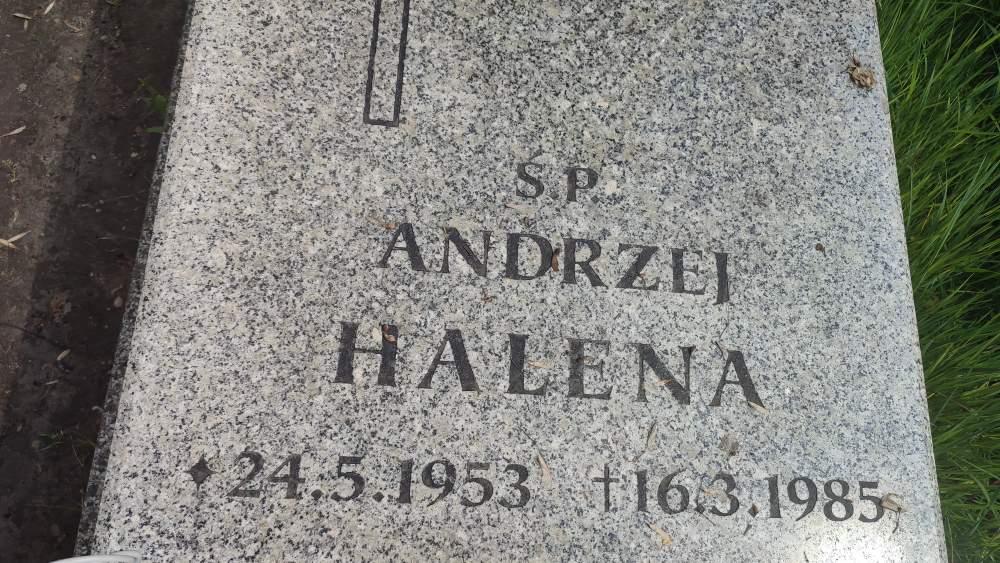 Ś.P.
ANDRZEJ
HALENA
✦ 24.5.1953 † 16.3.1985